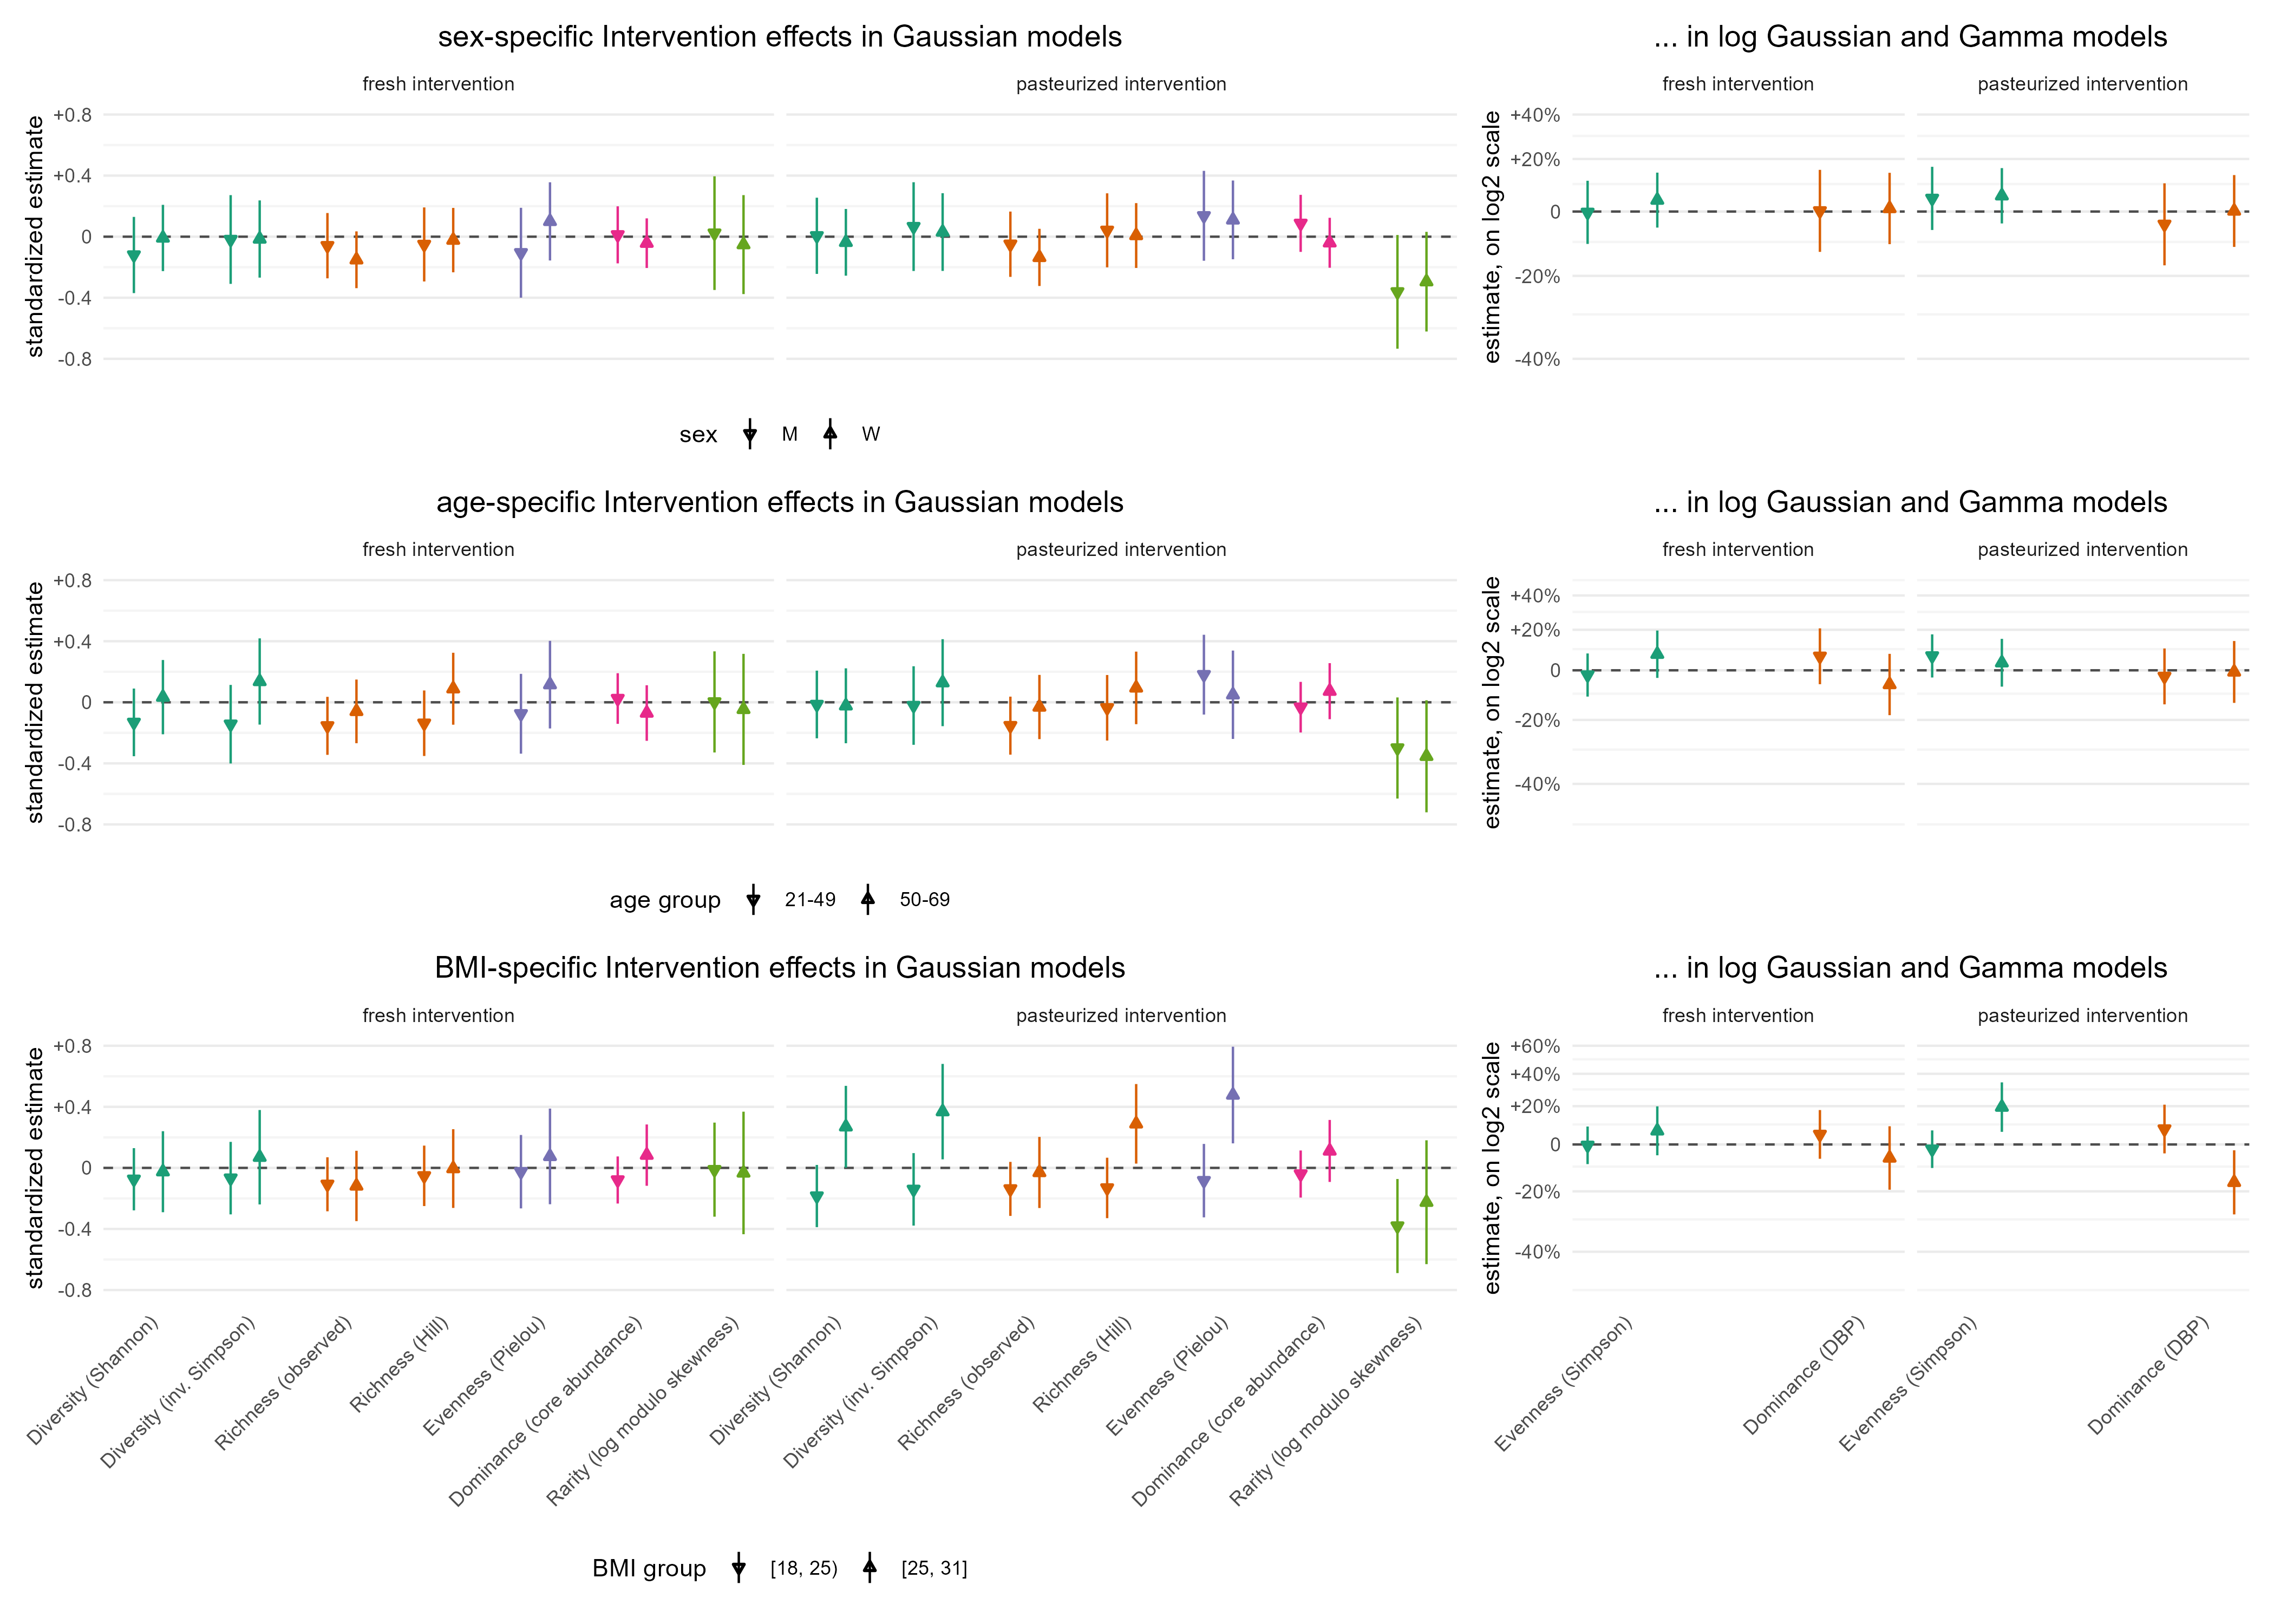 sex-specific Intervention effects in Gaussian models
... in log Gaussian and Gamma models
fresh intervention
pasteurized intervention
fresh intervention
pasteurized intervention
standardized estimate
+0.8
+0.4
0
-0.4
-0.8
estimate, on log2 scale
+40%
+20%
0
-20%
-40%
sex M W
age-specific Intervention effects in Gaussian models
... in log Gaussian and Gamma models
fresh intervention
pasteurized intervention
fresh intervention
pasteurized intervention
standardized estimate
+0.8
+0.4
0
-0.4
-0.8
estimate, on log2 scale
+40%
+20%
0
-20%
-40%
age group 21-49 50-69
BMI-specific Intervention effects in Gaussian models
... in log Gaussian and Gamma models
fresh intervention
pasteurized intervention
fresh intervention
pasteurized intervention
standardized estimate
+0.8
+0.4
0
-0.4
-0.8
estimate, on log2 scale
+60%
+40%
+20%
0
-20%
-40%
Diversity (Shannon)
Diversity (inv. Simpson)
Richness (observed)
Richness (Hill)
Evenness (Pielou)
Dominance (core abundance)
Rarity (log modulo skewness)
Diversity (Shannon)
Diversity (inv. Simpson)
Richness (observed)
Richness (Hill)
Evenness (Pielou)
Dominance (core abundance)
Rarity (log modulo skewness)
Evenness (Simpson)
Dominance (DBP)
Evenness (Simpson)
Dominance (DBP)
BMI group [18, 25) [25, 31]